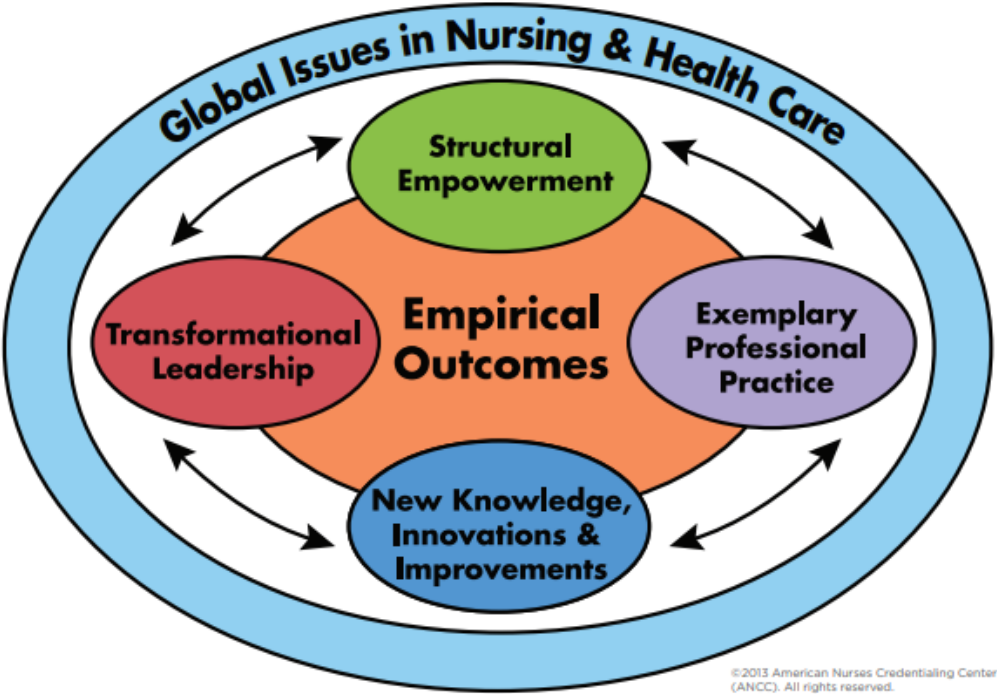 Global Issues in Nursing & Health Care
Structural
Empowerment
Transformational
Leadership
Empirical
Outcomes
Exemplary
Professional
Practice
New Knowledge,
Innovations &
Improvements
©2013 American Nurses Credentialing Center
(ANCC). All rights reserved.